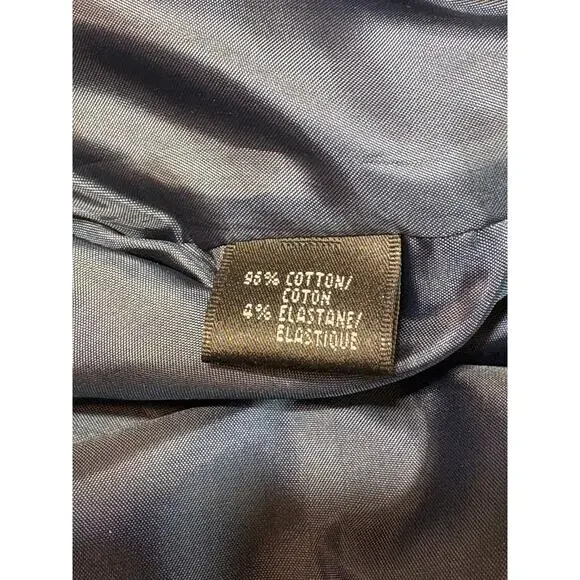 96% COTTON/
COTON
4% ELASTANE/
ELASTIQUE